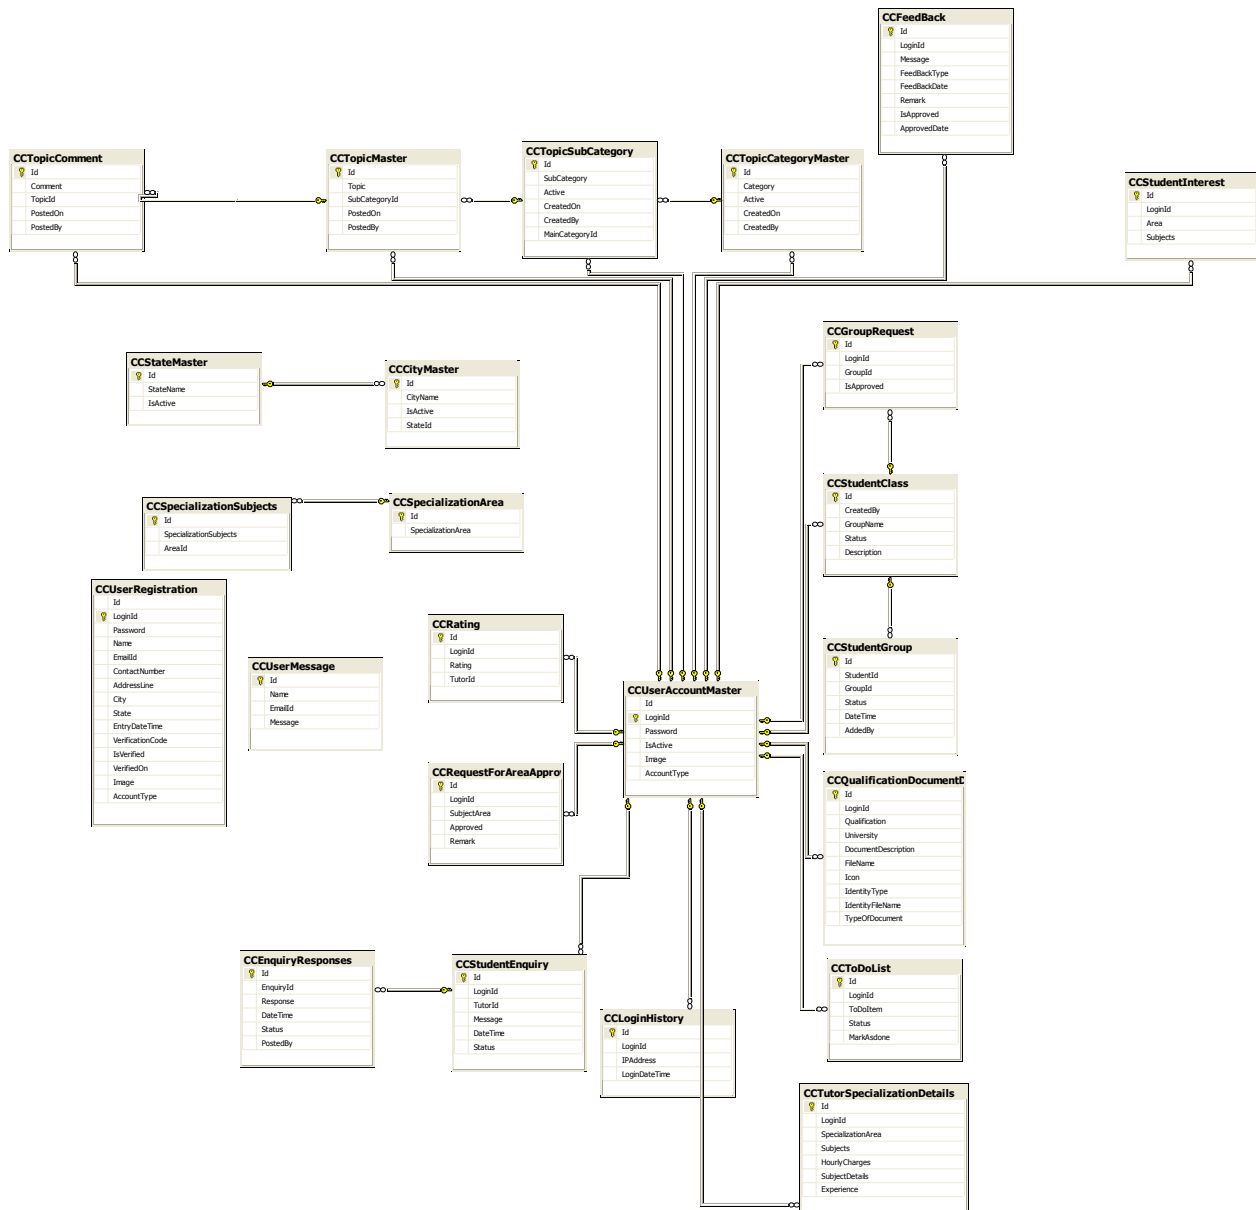 CCFeedBack
Id
LoginId
Message
FeedBackType
FeedBackDate
Remark
IsApproved
ApprovedDate
CCTopicComment
Id
Comment
TopicId
PostedOn
PostedBy
CCTopicMaster
Id
Topic
SubCategoryId
PostedOn
PostedBy
CCTopicSubCategory
Id
SubCategory
Active
CreatedOn
CreatedBy
MainCategoryId
CCTopicCategoryMaster
Id
Category
Active
CreatedOn
CreatedBy
CCStudentInterest
Id
LoginId
Area
Subjects
CCStateMaster
Id
StateName
IsActive
CCCityMaster
Id
CityName
IsActive
StateId
CCGroupRequest
Id
LoginId
GroupId
IsApproved
CCSpecializationSubjects
Id
SpecializationSubjects
AreaId
CCSpecializationArea
Id
SpecializationArea
CCStudentClass
Id
CreatedBy
GroupName
Status
Description
CCUserRegistration
Id
LoginId
Password
Name
EmailId
ContactNumber
AddressLine
City
State
EntryDateTime
VerificationCode
IsVerified
VerifiedOn
Image
AccountType
CCUserMessage
Id
Name
EmailId
Message
CCRating
Id
LoginId
Rating
TutorId
CCUserAccountMaster
Id
LoginId
Password
IsActive
Image
AccountType
CCStudentGroup
Id
StudentId
GroupId
Status
DateTime
AddedBy
CCRequestForAreaApprov
Id
LoginId
SubjectArea
Approved
Remark
CCQualificationDocumentD
Id
LoginId
Qualification
University
DocumentDescription
FileName
Icon
IdentityType
IdentityFileName
TypeOfDocument
CCEnquiryResponses
Id
EnquiryId
Response
DateTime
Status
PostedBy
CCStudentEnquiry
Id
LoginId
TutorId
Message
DateTime
Status
CCLoginHistory
Id
LoginId
IPAddress
LoginDateTime
CCToDoList
Id
LoginId
ToDoItem
Status
MarkAsdone
CCTutorSpecializationDetails
Id
LoginId
SpecializationArea
Subjects
HourlyCharges
SubjectDetails
Experience